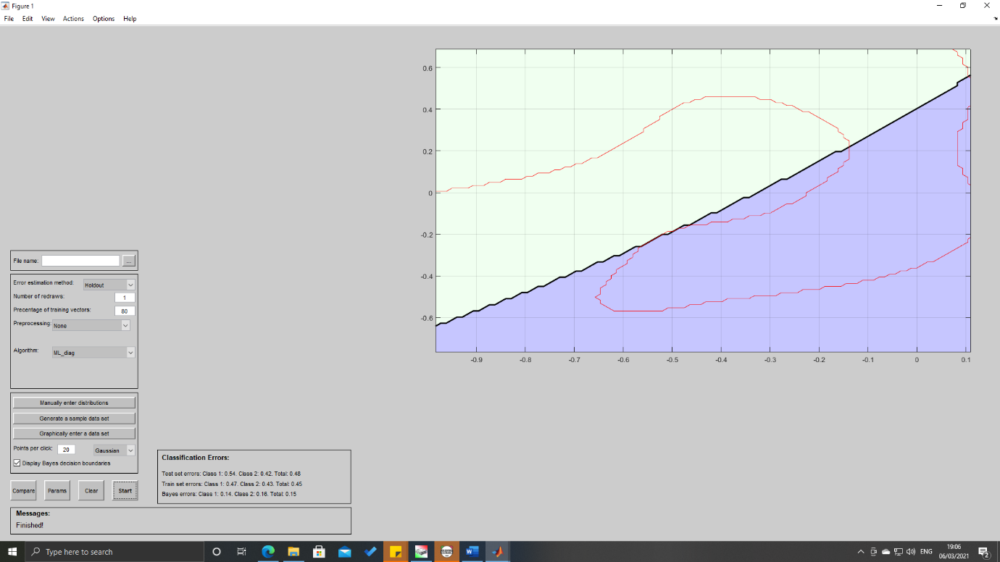 Figure 1
File Edit View Actions Options Help
0.6
0.4
0.2
0
-0.2
-0.4
-0.6
-0.9 -0.8 -0.7 -0.6 -0.5 -0.4 -0.3 -0.2 -0.1 0 0.1
File name: ...
Error estimation method: Holdout
Number of redraws: 1
Precentage of training vectors: 80
Preprocessing: None
Algorithm: ML_diag
Manually enter distributions
Generate a sample data set
Graphically enter a data set
Points per click: 20 Gaussian
Display Bayes decision boundaries
Compare Params Clear Start
Classification Errors:
Test set errors: Class 1: 0.54. Class 2: 0.42. Total: 0.48
Train set errors: Class 1: 0.47. Class 2: 0.43. Total: 0.45
Bayes errors: Class 1: 0.14. Class 2: 0.16. Total: 0.15
Messages:
Finished!
Type here to search
ENG
19:06
06/03/2021
2